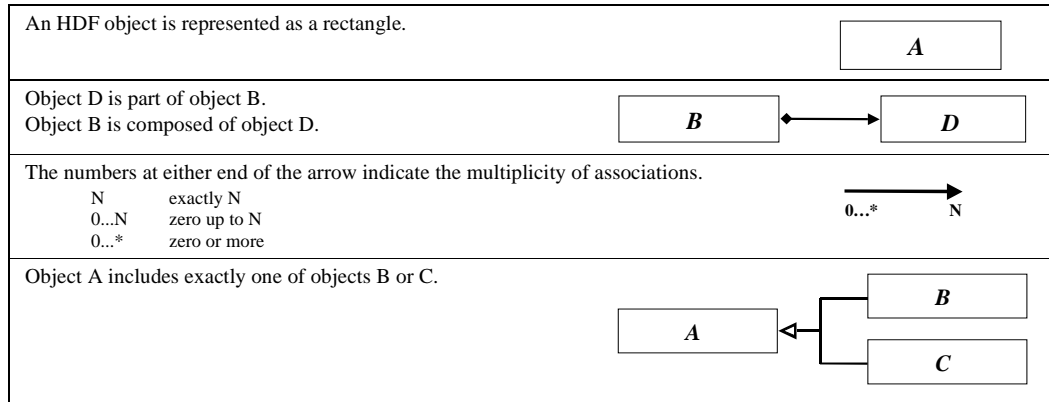 An HDF object is represented as a rectangle.
A
Object D is part of object B.
Object B is composed of object D.
B D
The numbers at either end of the arrow indicate the multiplicity of associations.
N exactly N
0...N zero up to N
0...* zero or more
0…* N
Object A includes exactly one of objects B or C.
B
A
C